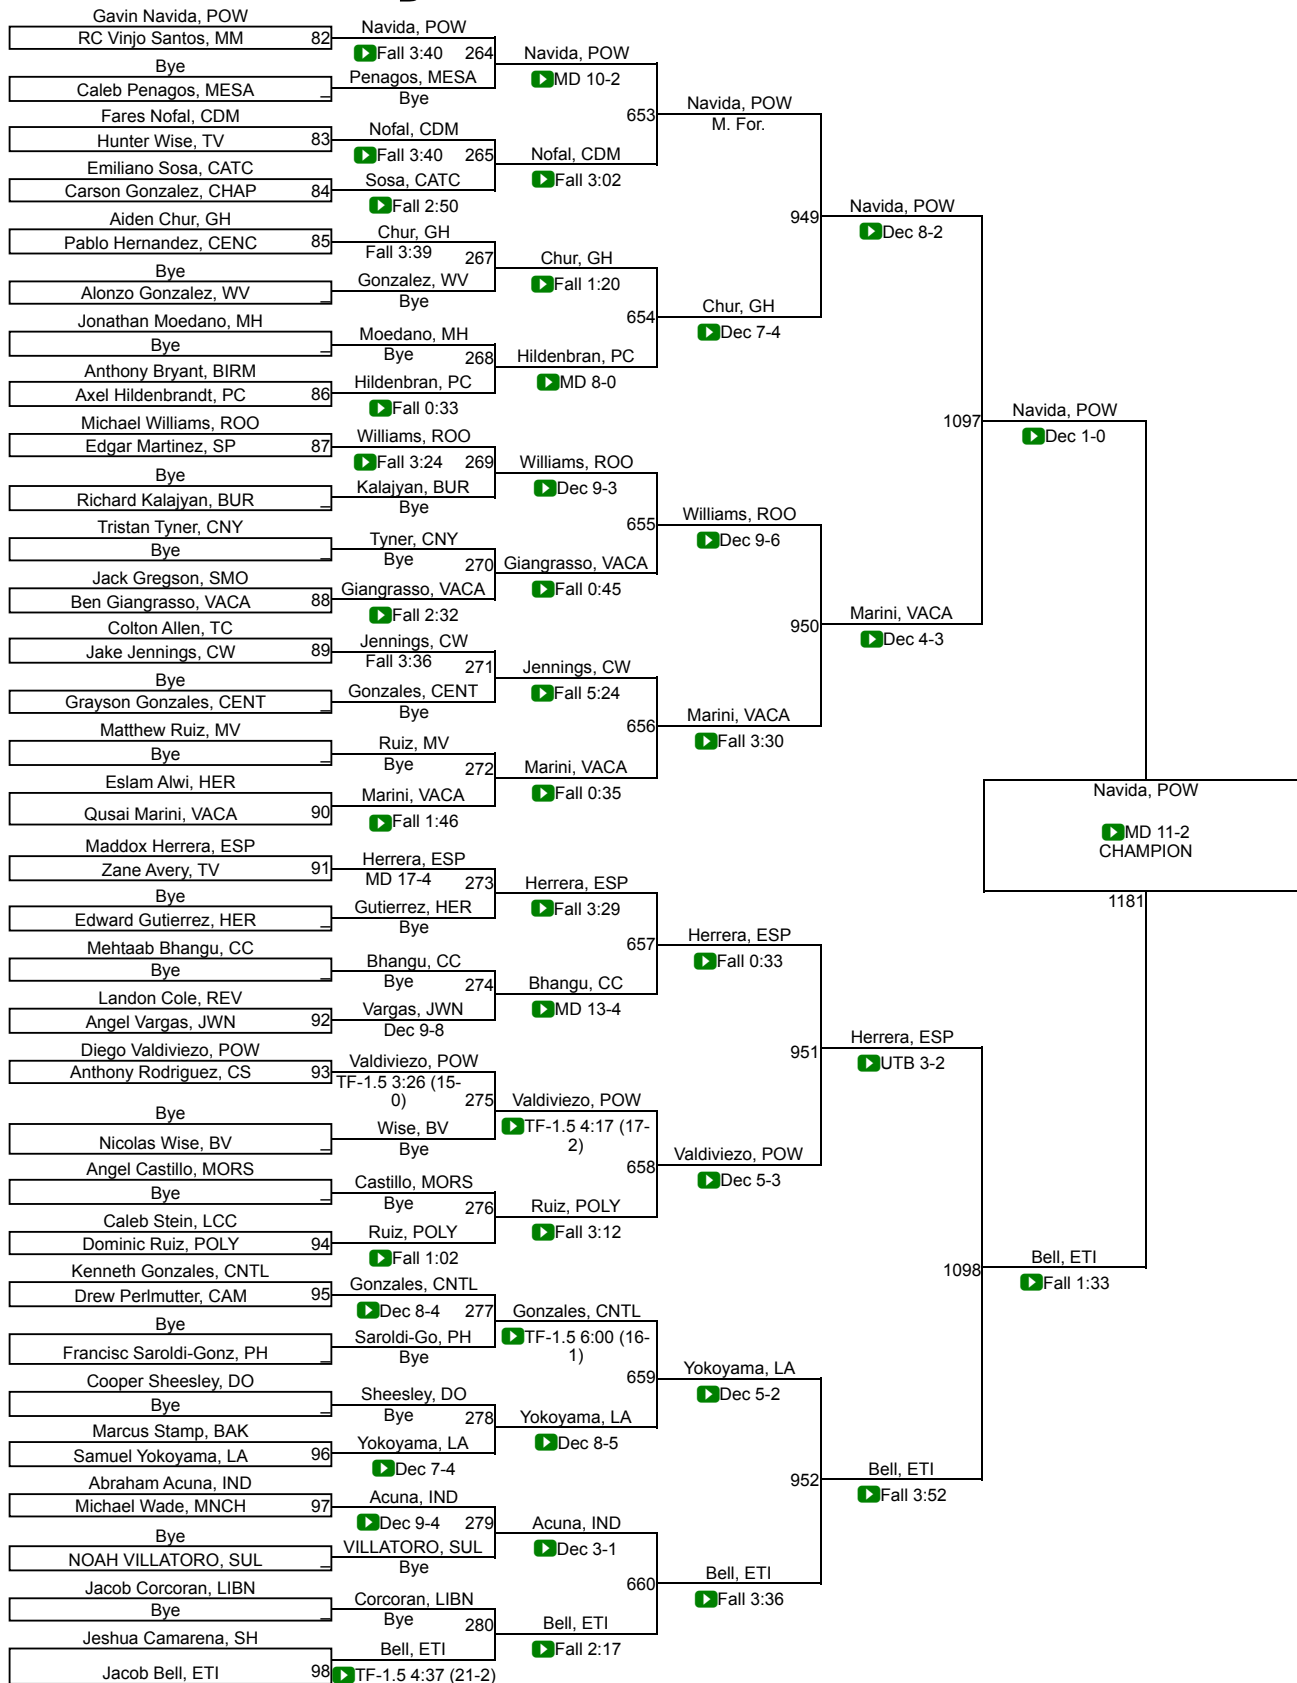 Gavin Navida, POW
RC Vinjo Santos, MM 82
Bye
Caleb Penagos, MESA _
Fares Nofal, CDM
Hunter Wise, TV 83
Emiliano Sosa, CATC
Carson Gonzalez, CHAP 84
Aiden Chur, GH
Pablo Hernandez, CENC 85
Bye
Alonzo Gonzalez, WV _
Jonathan Moedano, MH
Bye _
Anthony Bryant, BIRM
Axel Hildenbrandt, PC 86
Michael Williams, ROO
Edgar Martinez, SP 87
Bye
Richard Kalajyan, BUR _
Tristan Tyner, CNY
Bye _
Jack Gregson, SMO
Ben Giangrasso, VACA 88
Colton Allen, TC
Jake Jennings, CW 89
Bye
Grayson Gonzales, CENT _
Matthew Ruiz, MV
Bye _
Eslam Alwi, HER
Qusai Marini, VACA 90
Maddox Herrera, ESP
Zane Avery, TV 91
Bye
Edward Gutierrez, HER _
Mehtaab Bhangu, CC
Bye _
Landon Cole, REV
Angel Vargas, JWN 92
Diego Valdiviezo, POW
Anthony Rodriguez, CS 93
Bye
Nicolas Wise, BV _
Angel Castillo, MORS
Bye _
Caleb Stein, LCC
Dominic Ruiz, POLY 94
Kenneth Gonzales, CNTL
Drew Perlmutter, CAM 95
Bye
Francisc Saroldi-Gonz, PH _
Cooper Sheesley, DO
Bye _
Marcus Stamp, BAK
Samuel Yokoyama, LA 96
Abraham Acuna, IND
Michael Wade, MNCH 97
Bye
NOAH VILLATORO, SUL _
Jacob Corcoran, LIBN
Bye _
Jeshua Camarena, SH
Jacob Bell, ETI 98
Navida, POW
Fall 3:40 264
Penagos, MESA
Bye
Nofal, CDM
Fall 3:40 265
Sosa, CATC
Fall 2:50
Chur, GH
Fall 3:39 267
Gonzalez, WV
Bye
Moedano, MH
Bye 268
Hildenbran, PC
Fall 0:33
Williams, ROO
Fall 3:24 269
Kalajyan, BUR
Bye
Tyner, CNY
Bye 270
Giangrasso, VACA
Fall 2:32
Jennings, CW
Fall 3:36 271
Gonzales, CENT
Bye
Ruiz, MV
Bye 272
Marini, VACA
Fall 1:46
Herrera, ESP
MD 17-4 273
Gutierrez, HER
Bye
Bhangu, CC
Bye 274
Vargas, JWN
Dec 9-8
Valdiviezo, POW
TF-1.5 3:26 (15-
0) 275
Wise, BV
Bye
Castillo, MORS
Bye 276
Ruiz, POLY
Fall 1:02
Gonzales, CNTL
Dec 8-4 277
Saroldi-Go, PH
Bye
Sheesley, DO
Bye 278
Yokoyama, LA
Dec 7-4
Acuna, IND
Dec 9-4 279
VILLATORO, SUL
Bye
Corcoran, LIBN
Bye 280
Bell, ETI
TF-1.5 4:37 (21-2)
Navida, POW
MD 10-2
653
Nofal, CDM
Fall 3:02
Chur, GH
Fall 1:20
654
Hildenbran, PC
MD 8-0
Williams, ROO
Dec 9-3
655
Giangrasso, VACA
Fall 0:45
Jennings, CW
Fall 5:24
656
Marini, VACA
Fall 0:35
Herrera, ESP
Fall 3:29
657
Bhangu, CC
MD 13-4
Valdiviezo, POW
TF-1.5 4:17 (17-
2)
658
Ruiz, POLY
Fall 3:12
Gonzales, CNTL
TF-1.5 6:00 (16-
1)
659
Yokoyama, LA
Dec 8-5
Acuna, IND
Dec 3-1
660
Bell, ETI
Fall 2:17
Navida, POW
M. For.
949
Chur, GH
Dec 7-4
Williams, ROO
Dec 9-6
950
Marini, VACA
Fall 3:30
Herrera, ESP
Fall 0:33
951
Valdiviezo, POW
Dec 5-3
Yokoyama, LA
Dec 5-2
952
Bell, ETI
Fall 3:36
Navida, POW
Dec 8-2
1097
Marini, VACA
Dec 4-3
Herrera, ESP
UTB 3-2
1098
Bell, ETI
Fall 3:52
Navida, POW
Dec 1-0
Navida, POW
MD 11-2
CHAMPION
1181
Bell, ETI
Fall 1:33